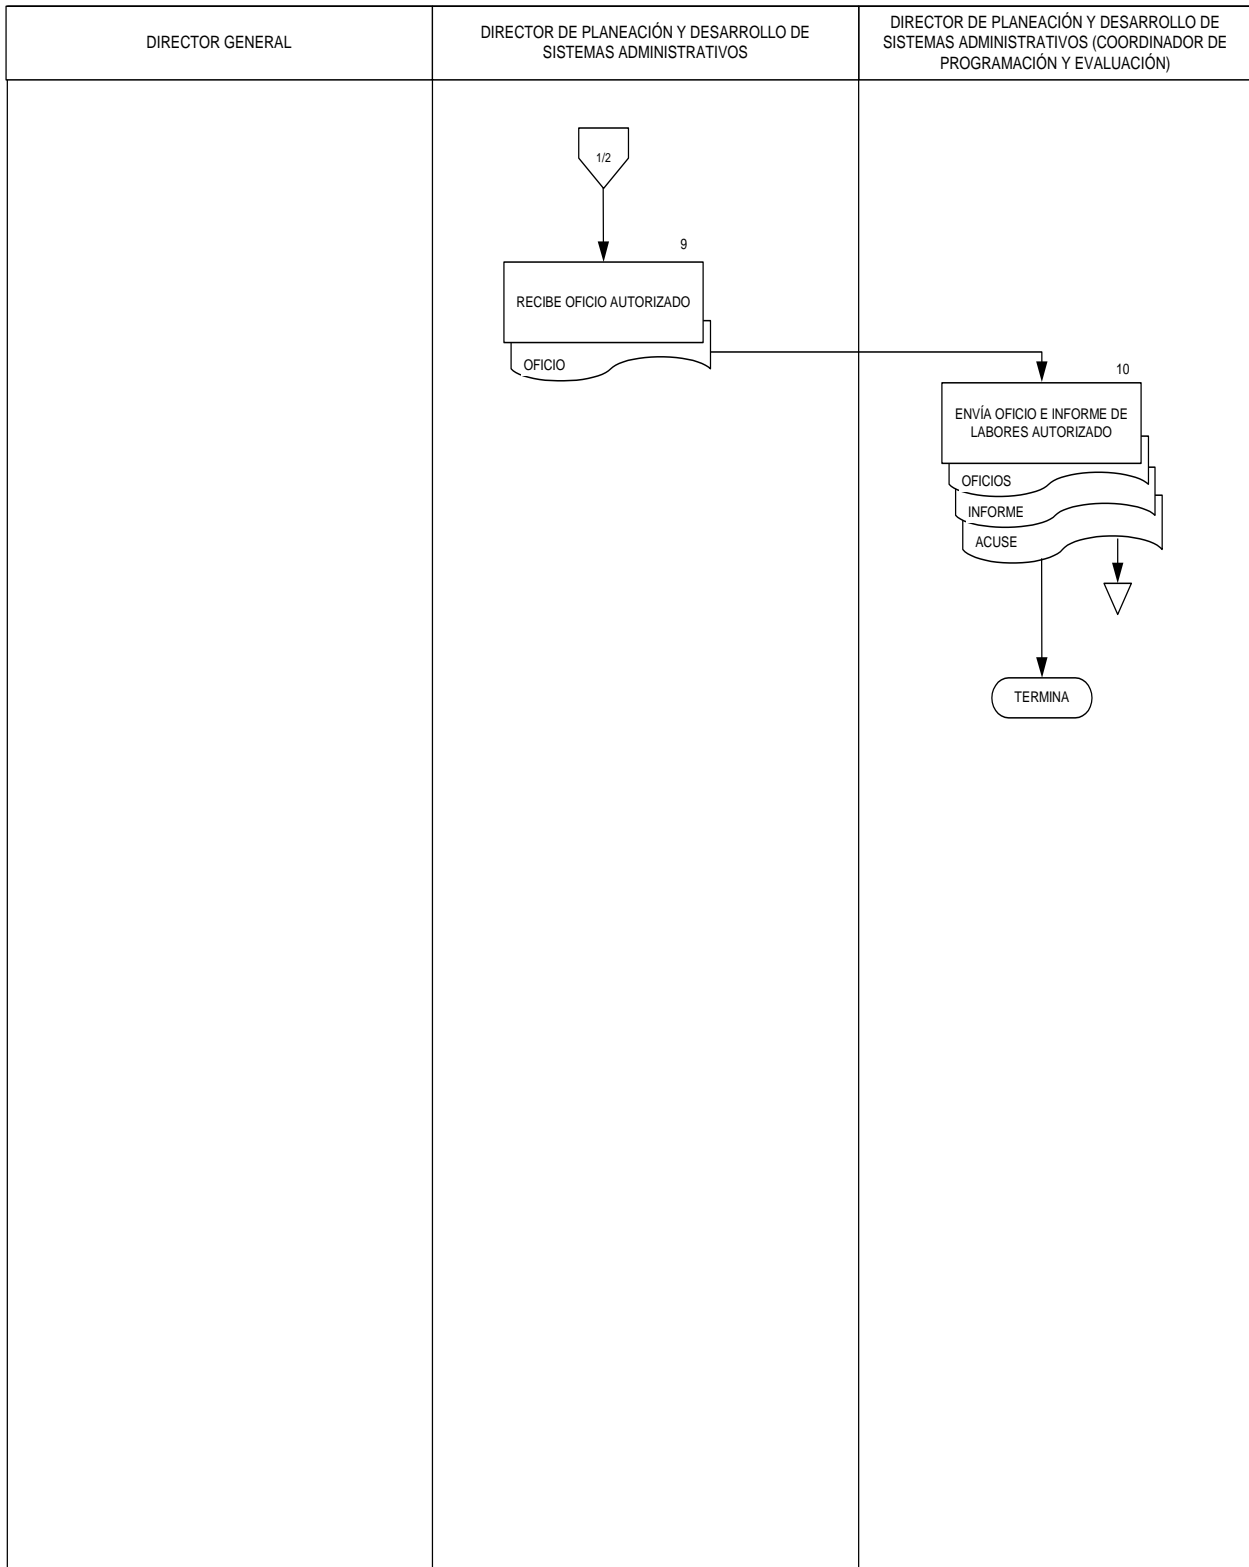 DIRECTOR GENERAL
DIRECTOR DE PLANEACIÓN Y DESARROLLO DE
SISTEMAS ADMINISTRATIVOS
DIRECTOR DE PLANEACIÓN Y DESARROLLO DE
SISTEMAS ADMINISTRATIVOS (COORDINADOR DE
PROGRAMACIÓN Y EVALUACIÓN)
1/2
9
RECIBE OFICIO AUTORIZADO
OFICIO
10
ENVÍA OFICIO E INFORME DE
LABORES AUTORIZADO
OFICIOS
INFORME
ACUSE
TERMINA